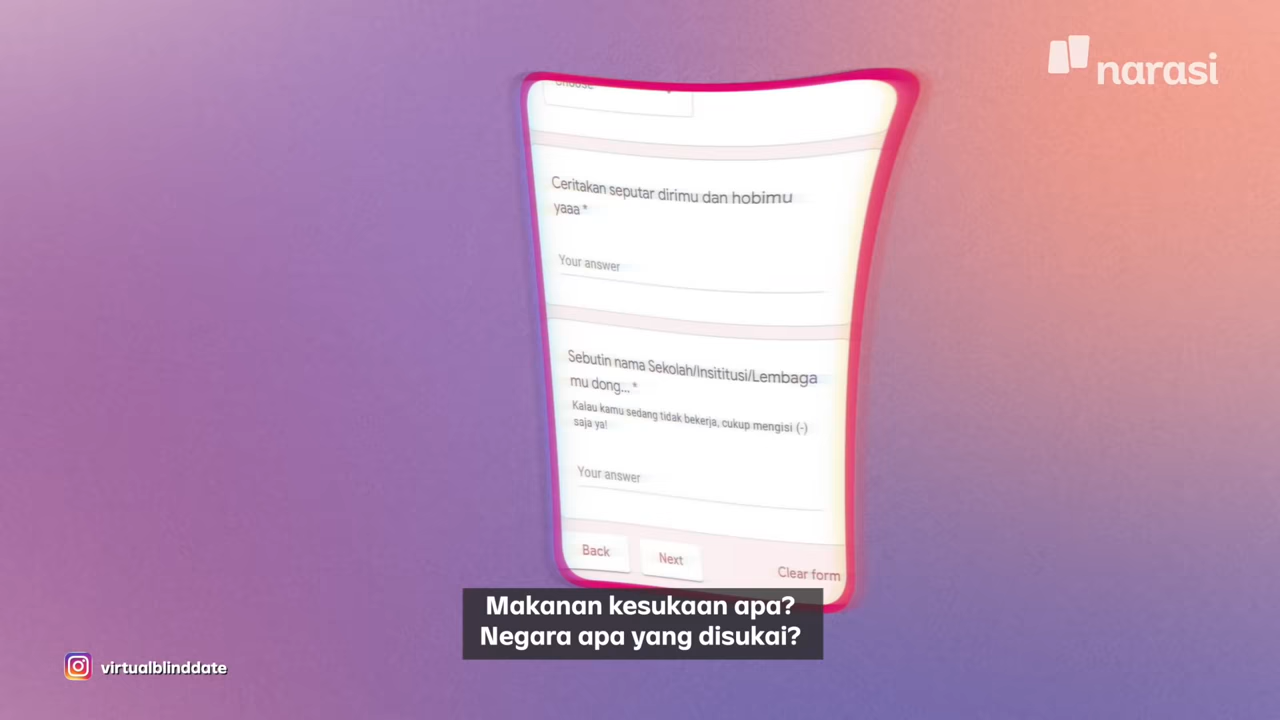 narasi
Choose
Ceritakan seputar dirimu dan hobimu
yaaa *
Your answer
Sebutin nama Sekolah/Insititusi/Lembaga
mu dong... *
Kalau kamu sedang tidak bekerja, cukup mengisi (-)
saja ya!
Your answer
Back
Next
Clear form
Makanan kesukaan apa?
Negara apa yang disukai?
virtualblinddate